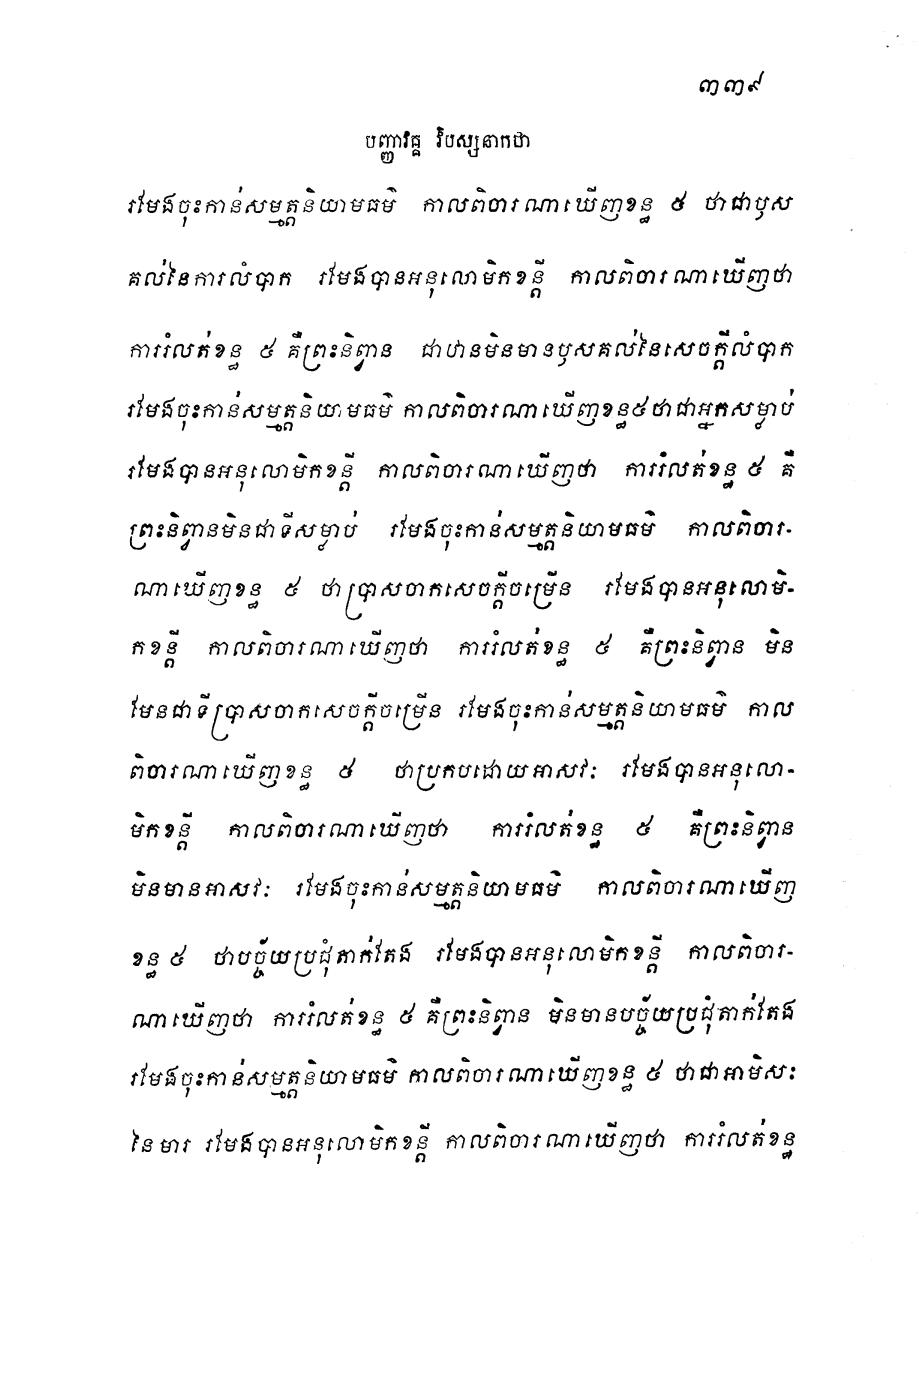 ៣៣៩
បញ្ញាវគ្គ វិបស្សនាកថា
រមែងចុះកាន់សម្មត្តនិយាមធម៌ កាលពិចារណាឃើញខន្ធ ៥ ថាជាឫស
គល់នៃការលំបាក រមែងបានអនុលោមិកខន្តី កាលពិចារណាឃើញថា
ការរំលត់ខន្ធ ៥ គឺព្រះនិព្វាន ជាឋានមិនមានឫសគល់នៃសេចក្តីលំបាក
រមែងចុះកាន់សម្មត្តនិយាមធម៌ កាលពិចារណាឃើញខន្ធ៥ថាជាអ្នកសម្លាប់
រមែងបានអនុលោមិកខន្តី កាលពិចារណាឃើញថា ការរំលត់ខន្ធ ៥ គឺ
ព្រះនិព្វានមិនជាទីសម្លាប់ រមែងចុះកាន់សម្មត្តនិយាមធម៌ កាលពិចារ-
ណាឃើញខន្ធ ៥ ថាប្រាសចាកសេចក្តីចម្រើន រមែងបានអនុលោមិ-
កខន្តី កាលពិចារណាឃើញថា ការរំលត់ខន្ធ ៥ គឺព្រះនិព្វាន មិន
មែនជាទីប្រាសចាកសេចក្តីចម្រើន រមែងចុះកាន់សម្មត្តនិយាមធម៌ កាល
ពិចារណាឃើញខន្ធ ៥ ថាប្រកបដោយអាសវៈ រមែងបានអនុលោ-
មិកខន្តី កាលពិចារណាឃើញថា ការរំលត់ខន្ធ ៥ គឺព្រះនិព្វាន
មិនមានអាសវៈ រមែងចុះកាន់សម្មត្តនិយាមធម៌ កាលពិចារណាឃើញ
ខន្ធ ៥ ថាបច្ច័យប្រជុំតាក់តែង រមែងបានអនុលោមិកខន្តី កាលពិចារ-
ណាឃើញថា ការរំលត់ខន្ធ ៥ គឺព្រះនិព្វាន មិនមានបច្ច័យប្រជុំតាក់តែង
រមែងចុះកាន់សម្មត្តនិយាមធម៌ កាលពិចារណាឃើញខន្ធ ៥ ថាជាអាមិសៈ
នៃមារ រមែងបានអនុលោមិកខន្តី កាលពិចារណាឃើញថា ការរំលត់ខន្ធ